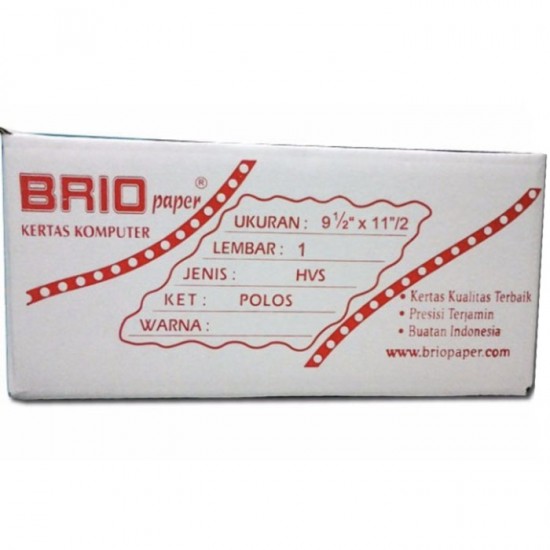 BRIO paper ®
KERTAS KOMPUTER
UKURAN : 9 ½" x 11"/2
LEMBAR : 1
JENIS : HVS
KET : POLOS
WARNA :
• Kertas Kualitas Terbaik
• Presisi Terjamin
• Buatan Indonesia
www.briopaper.com